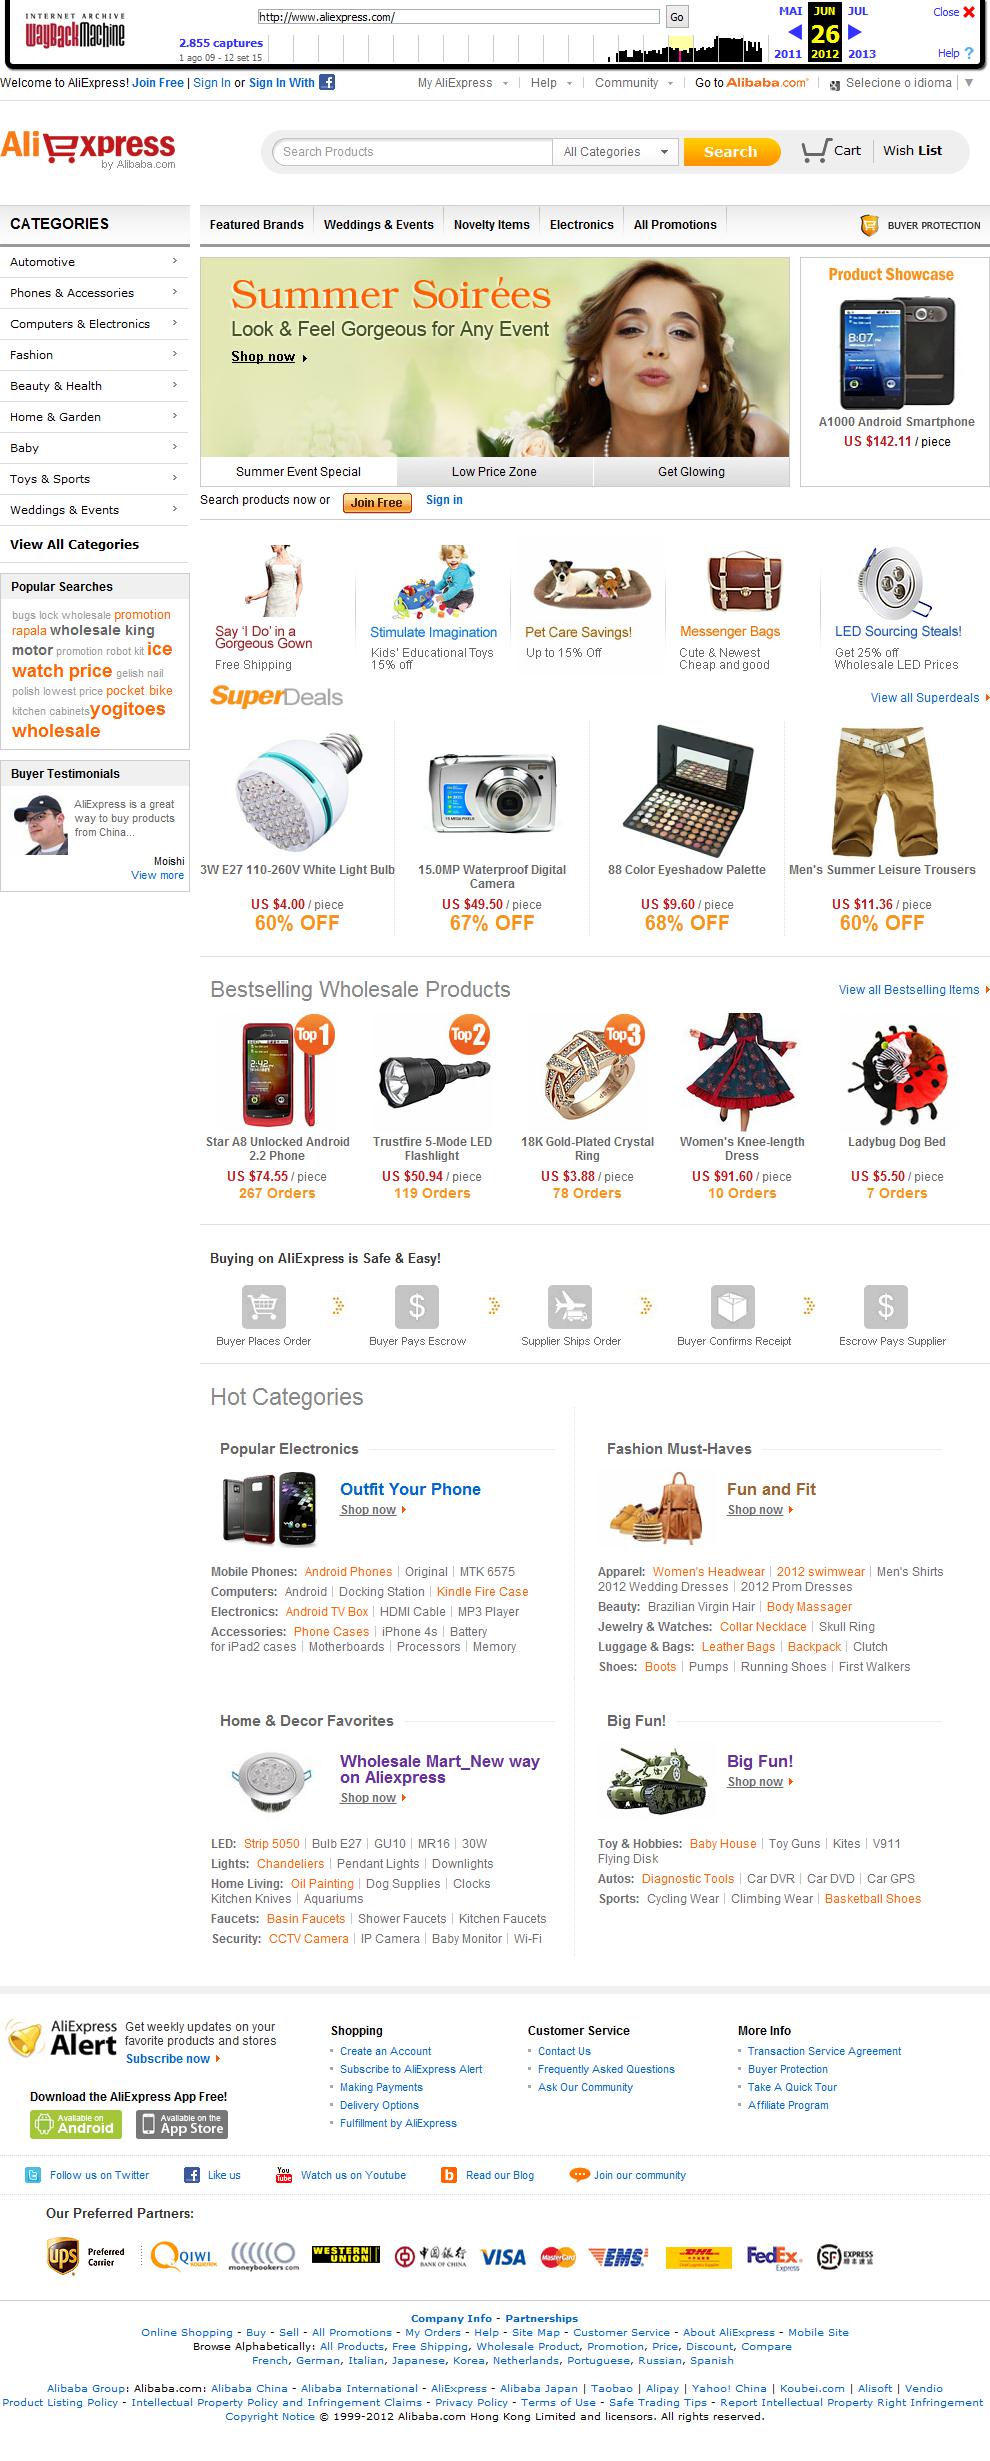 INTERNET ARCHIVE
WayBackMachine
http://www.aliexpress.com/
Go
2.855 captures
1 ago 09 - 12 set 15
MAI JUN JUL
26
2011 2012 2013
Close
Help ?
Welcome to AliExpress! Join Free | Sign In or Sign In With
My AliExpress | Help | Community | Go to Alibaba.com | Selecione o idioma | ▼
AliExpress
by Alibaba.com
Search Products
All Categories
Search
Cart
Wish List
CATEGORIES
Automotive
Phones & Accessories
Computers & Electronics
Fashion
Beauty & Health
Home & Garden
Baby
Toys & Sports
Weddings & Events
View All Categories
Popular Searches
bugs lock wholesale promotion
rapala wholesale king
motor promotion robot kit ice
watch price gelish nail
polish lowest price pocket bike
kitchen cabinets yogitoes
wholesale
Buyer Testimonials
AliExpress is a great
way to buy products
from China...
Moishi
View more
Featured Brands
Weddings & Events
Novelty Items
Electronics
All Promotions
BUYER PROTECTION
Summer Soirées
Look & Feel Gorgeous for Any Event
Shop now
Summer Event Special
Low Price Zone
Get Glowing
Product Showcase
8:07
A1000 Android Smartphone
US $142.11 / piece
Search products now or Join Free Sign in
Say 'I Do' in a
Gorgeous Gown
Free Shipping
Stimulate Imagination
Kids' Educational Toys
15% off
Pet Care Savings!
Up to 15% Off
Messenger Bags
Cute & Newest
Cheap and good
LED Sourcing Steals!
Get 25% off
Wholesale LED Prices
SuperDeals
View all Superdeals
3W E27 110-260V White Light Bulb
US $4.00 / piece
60% OFF
15.0MP Waterproof Digital
Camera
US $49.50 / piece
67% OFF
88 Color Eyeshadow Palette
US $9.60 / piece
68% OFF
Men's Summer Leisure Trousers
US $11.36 / piece
60% OFF
Bestselling Wholesale Products
View all Bestselling Items
Top 1
2:42
Star A8 Unlocked Android
2.2 Phone
US $74.55 / piece
267 Orders
Top 2
Trustfire 5-Mode LED
Flashlight
US $50.94 / piece
119 Orders
Top 3
18K Gold-Plated Crystal
Ring
US $3.88 / piece
78 Orders
Women's Knee-length
Dress
US $91.60 / piece
10 Orders
Ladybug Dog Bed
US $5.50 / piece
7 Orders
Buying on AliExpress is Safe & Easy!
Buyer Places Order
Buyer Pays Escrow
Supplier Ships Order
Buyer Confirms Receipt
Escrow Pays Supplier
Hot Categories
Popular Electronics
Outfit Your Phone
Shop now
Mobile Phones: Android Phones | Original | MTK 6575
Computers: Android | Docking Station | Kindle Fire Case
Electronics: Android TV Box | HDMI Cable | MP3 Player
Accessories: Phone Cases | iPhone 4s | Battery
for iPad2 cases | Motherboards | Processors | Memory
Fashion Must-Haves
Fun and Fit
Shop now
Apparel: Women's Headwear | 2012 swimwear | Men's Shirts
2012 Wedding Dresses | 2012 Prom Dresses
Beauty: Brazilian Virgin Hair | Body Massager
Jewelry & Watches: Collar Necklace | Skull Ring
Luggage & Bags: Leather Bags | Backpack | Clutch
Shoes: Boots | Pumps | Running Shoes | First Walkers
Home & Decor Favorites
Wholesale Mart_New way
on Aliexpress
Shop now
LED: Strip 5050 | Bulb E27 | GU10 | MR16 | 30W
Lights: Chandeliers | Pendant Lights | Downlights
Home Living: Oil Painting | Dog Supplies | Clocks
Kitchen Knives | Aquariums
Faucets: Basin Faucets | Shower Faucets | Kitchen Faucets
Security: CCTV Camera | IP Camera | Baby Monitor | Wi-Fi
Big Fun!
Big Fun!
Shop now
Toy & Hobbies: Baby House | Toy Guns | Kites | V911
Flying Disk
Autos: Diagnostic Tools | Car DVR | Car DVD | Car GPS
Sports: Cycling Wear | Climbing Wear | Basketball Shoes
AliExpress
Alert
Get weekly updates on your
favorite products and stores
Subscribe now
Download the AliExpress App Free!
Available on
Android
Available on the
App Store
Shopping
Create an Account
Subscribe to AliExpress Alert
Making Payments
Delivery Options
Fulfillment by AliExpress
Customer Service
Contact Us
Frequently Asked Questions
Ask Our Community
More Info
Transaction Service Agreement
Buyer Protection
Take A Quick Tour
Affiliate Program
Follow us on Twitter
Like us
Watch us on Youtube
Read our Blog
Join our community
Our Preferred Partners:
ups Preferred
Carrier
QIWI
moneybookers.com
WESTERN
UNION
中国银行
BANK OF CHINA
VISA
MasterCard
EMS
DHL
FedEx
Express
SF EXPRESS
Company Info - Partnerships
Online Shopping - Buy - Sell - All Promotions - My Orders - Help - Site Map - Customer Service - About AliExpress - Mobile Site
Browse Alphabetically: All Products, Free Shipping, Wholesale Product, Promotion, Price, Discount, Compare
French, German, Italian, Japanese, Korea, Netherlands, Portuguese, Russian, Spanish
Alibaba Group: Alibaba.com: Alibaba China - Alibaba International - AliExpress - Alibaba Japan | Taobao | Alipay | Yahoo! China | Koubei.com | Alisoft | Vendio
Product Listing Policy - Intellectual Property Policy and Infringement Claims - Privacy Policy - Terms of Use - Safe Trading Tips - Report Intellectual Property Right Infringement
Copyright Notice © 1999-2012 Alibaba.com Hong Kong Limited and licensors. All rights reserved.